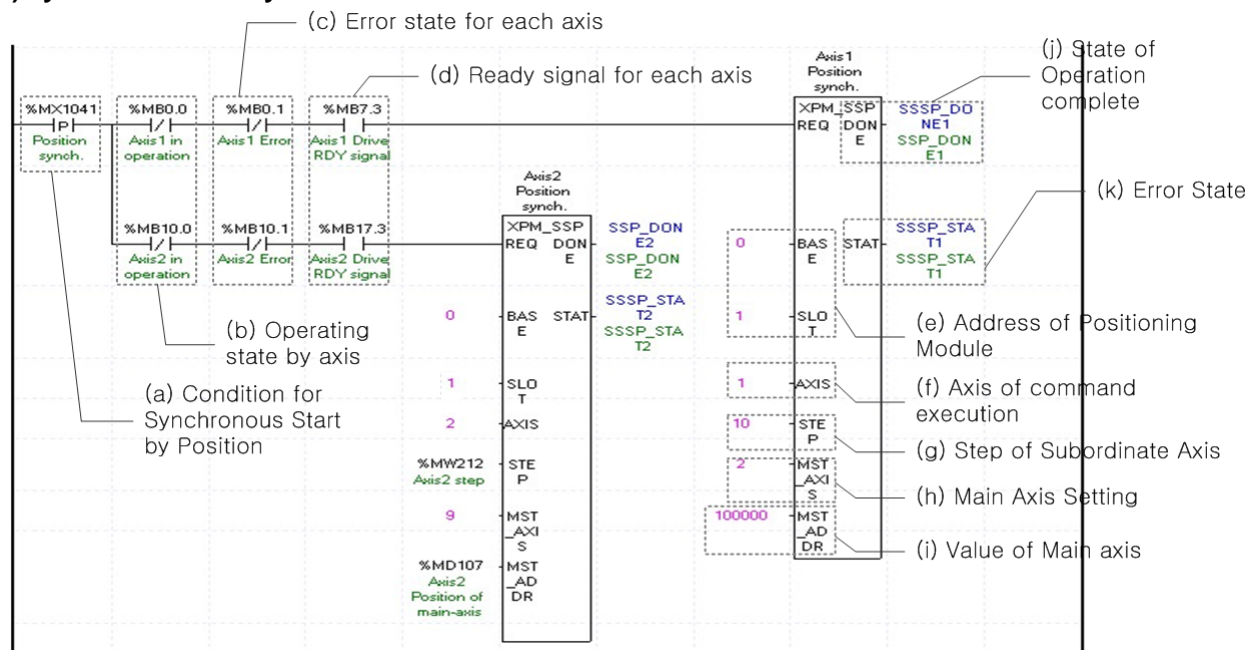 (c) Error state for each axis
(d) Ready signal for each axis
(j) State of
Operation
complete
Axis1
Position
synch.
%MX1041
P
Position
synch.
%MB0.0
Axis1 in
operation
%MB0.1
Axis1 Error
%MB7.3
Axis1 Drive
RDY signal
XPM_SSP
REQ DON
E
SSSP_DO
NE1
SSP_DON
E1
(k) Error State
Axis2
Position
synch.
%MB10.0
Axis2 in
operation
%MB10.1
Axis2 Error
%MB17.3
Axis2 Drive
RDY signal
XPM_SSP
REQ DON
E
SSP_DON
E2
SSP_DON
E2
0
BAS
E
STAT
SSSP_STA
T1
SSSP_STA
T1
(b) Operating
state by axis
0
BAS
E
STAT
SSSP_STA
T2
SSSP_STA
T2
1
SLO
T
(e) Address of Positioning
Module
(a) Condition for
Synchronous Start
by Position
1
SLO
T
1
AXIS
(f) Axis of command
execution
2
AXIS
10
STE
P
(g) Step of Subordinate Axis
%MW212
Axis2 step
STE
P
2
MST
_AXI
S
(h) Main Axis Setting
9
MST
_AXI
S
100000
MST
_AD
DR
(i) Value of Main axis
%MD107
Axis2
Position of
main-axis
MST
_AD
DR